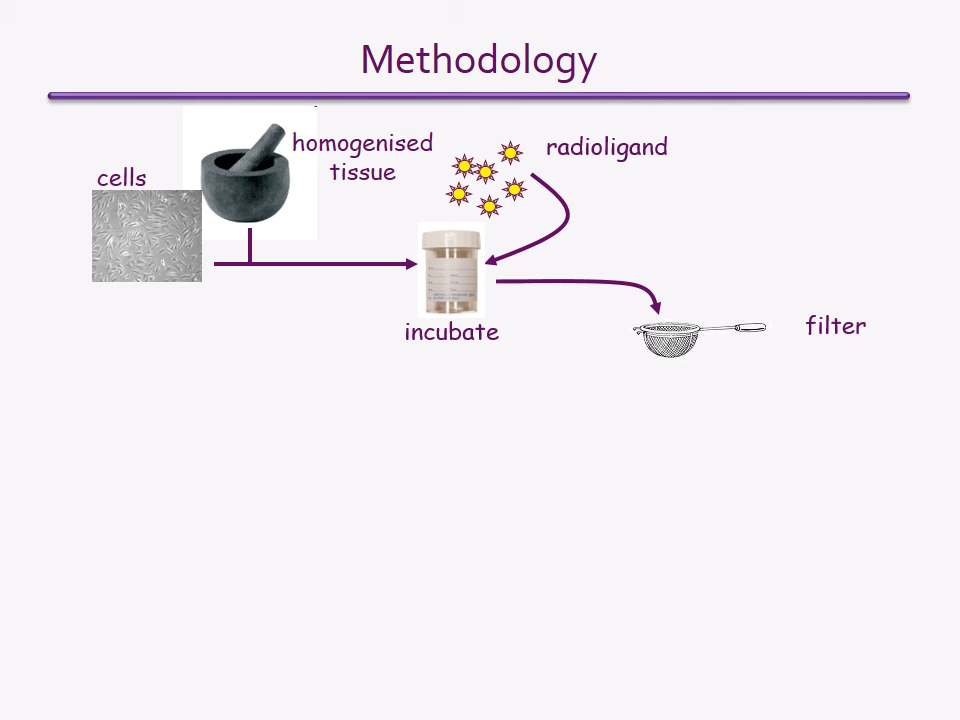 Methodology
homogenised
tissue
radioligand
cells
incubate
filter